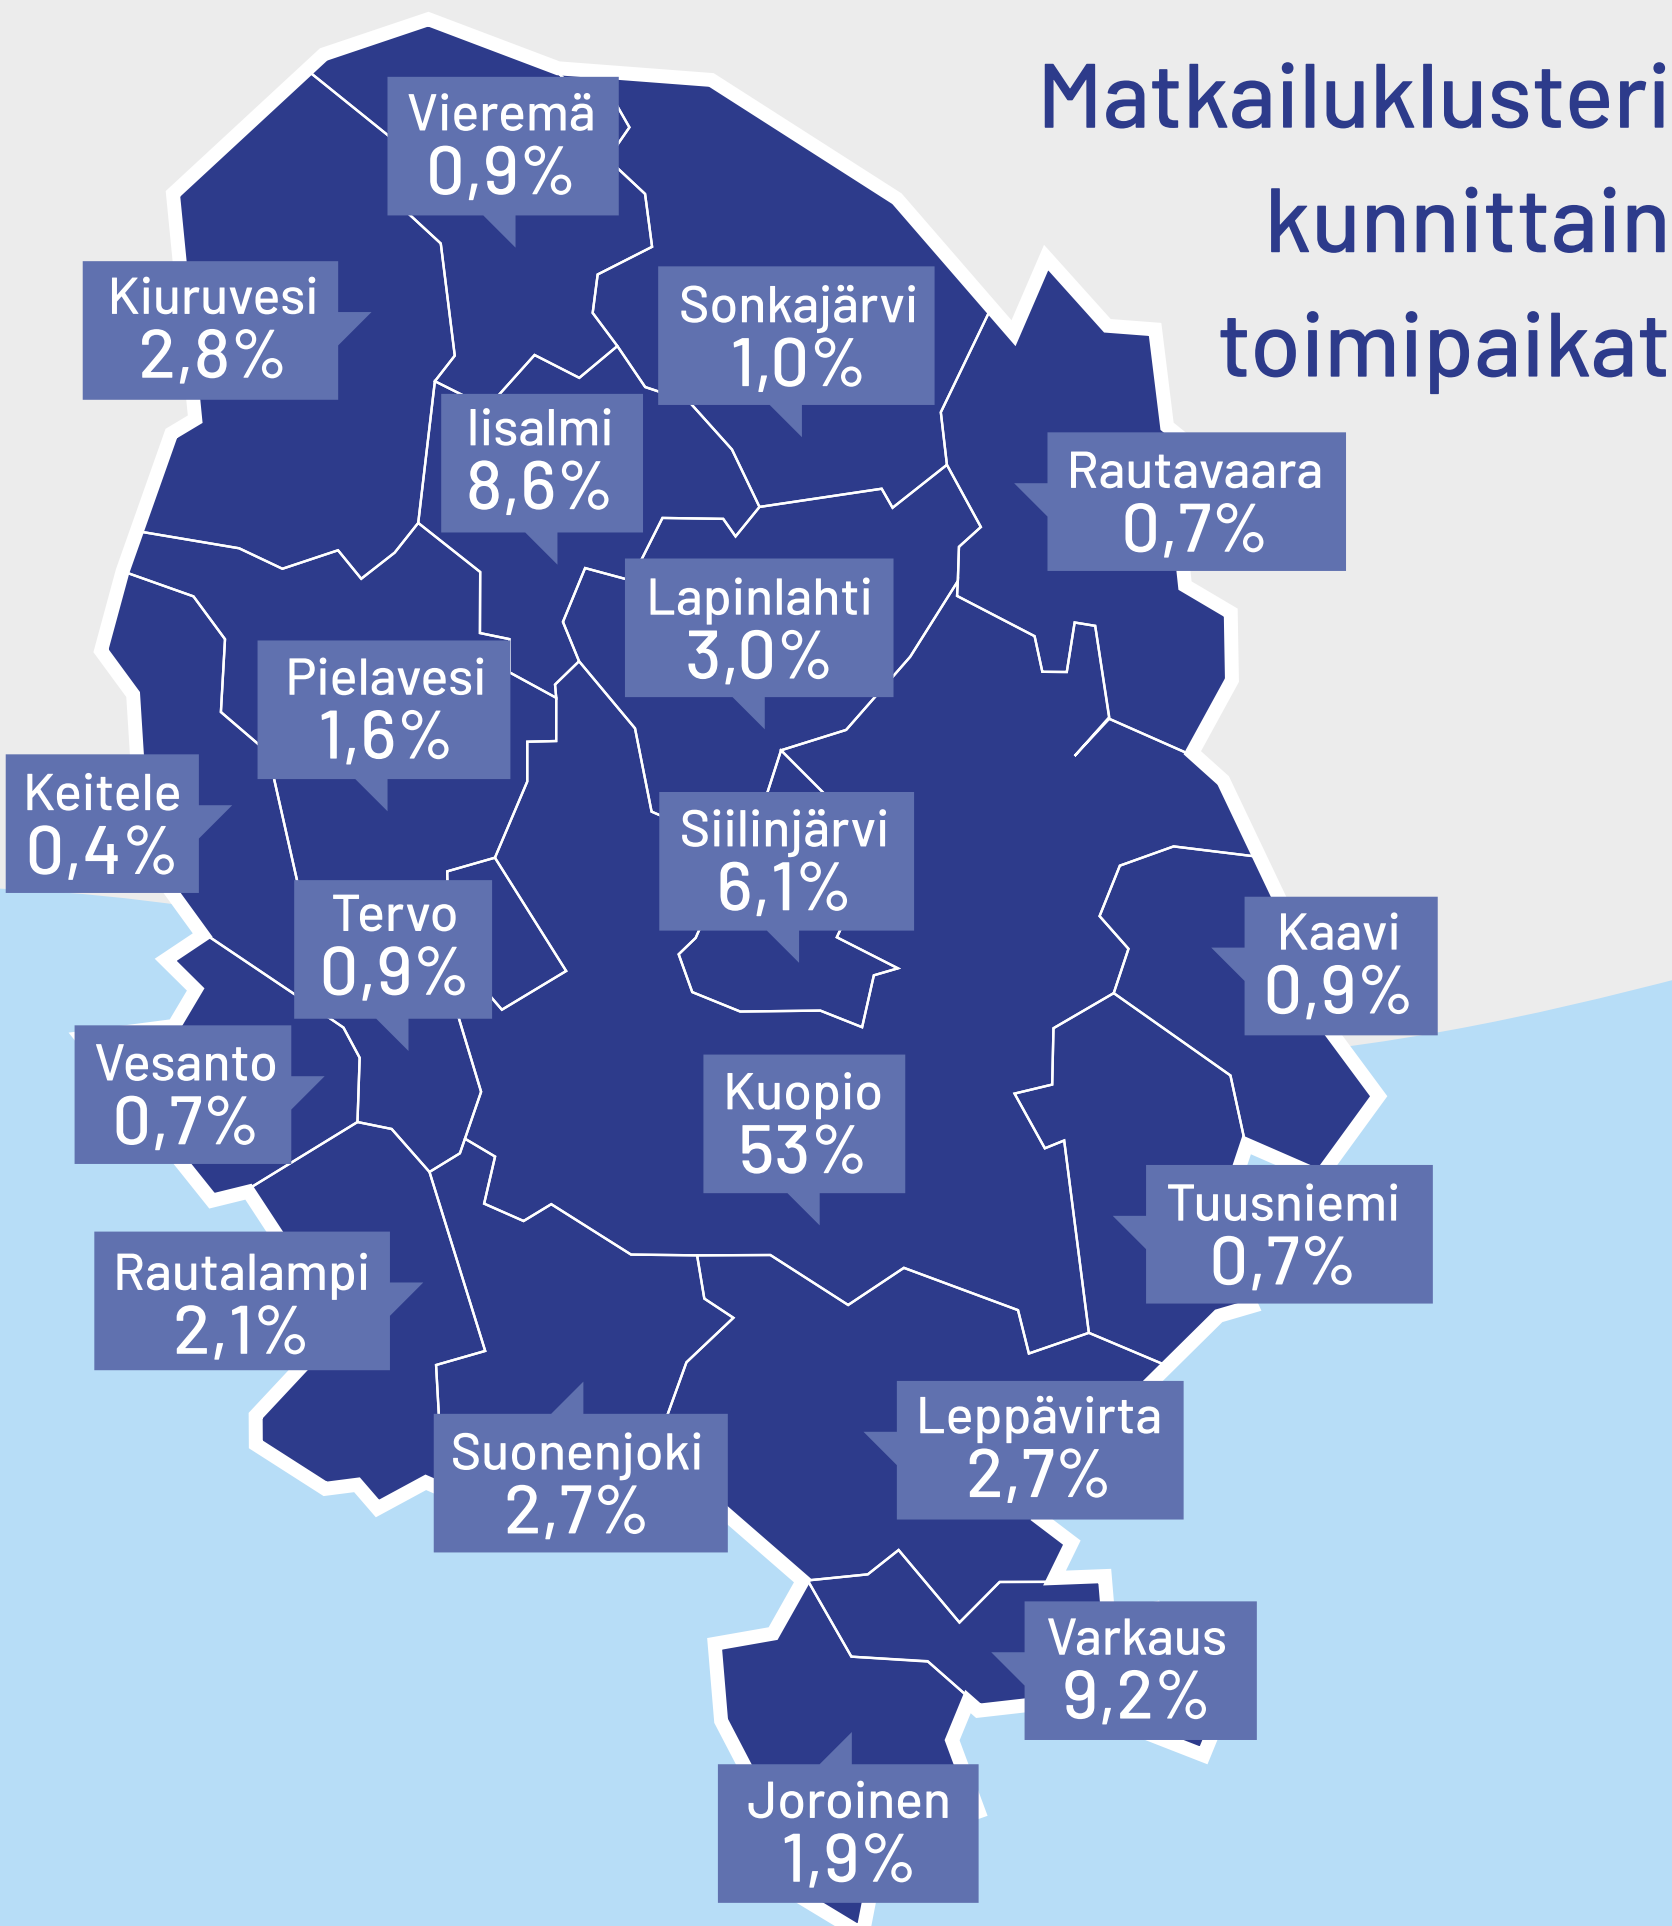 Matkailuklusteri
kunnittain
toimipaikat
Vieremä
0,9%
Kiuruvesi
2,8%
Sonkajärvi
1,0%
Iisalmi
8,6%
Rautavaara
0,7%
Lapinlahti
3,0%
Pielavesi
1,6%
Keitele
0,4%
Siilinjärvi
6,1%
Tervo
0,9%
Kaavi
0,9%
Vesanto
0,7%
Kuopio
53%
Tuusniemi
0,7%
Rautalampi
2,1%
Leppävirta
2,7%
Suonenjoki
2,7%
Varkaus
9,2%
Joroinen
1,9%